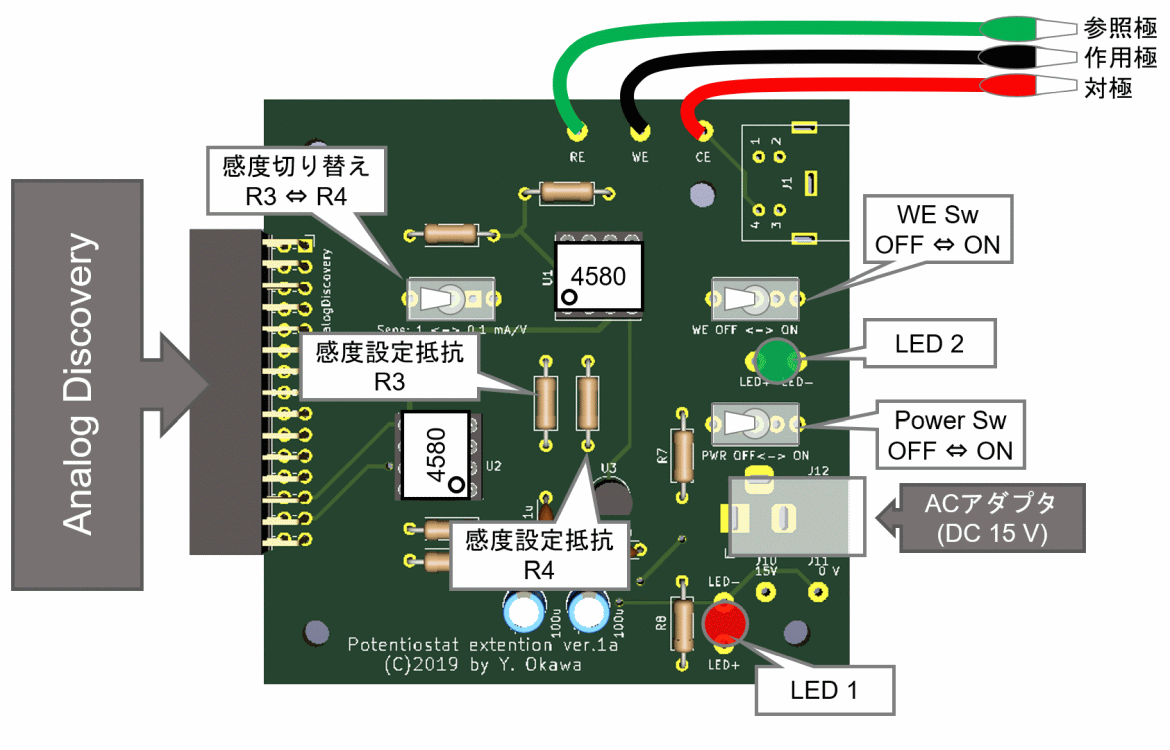 参照極
作用極
対極
RE
WE
CE
1 2
J1
4 3
感度切り替え
R3 ⇔ R4
WE Sw
OFF ⇔ ON
Analog Discovery
nalogDiscovery
U1
4580
Sens: 1 <-> 0.1 mA/V
WE OFF <-> ON
感度設定抵抗
R3
LED 2
LED+ LED-
Power Sw
OFF ⇔ ON
4580
U2
R7
PWR OFF<-> ON
U3
J12
1u
ACアダプタ
(DC 15 V)
感度設定抵抗
R4
J10
15V
J11
0 V
LED-
100u
100u
R8
LED+
Potentiostat extention ver.1a
(C)2019 by Y. Okawa
LED 1